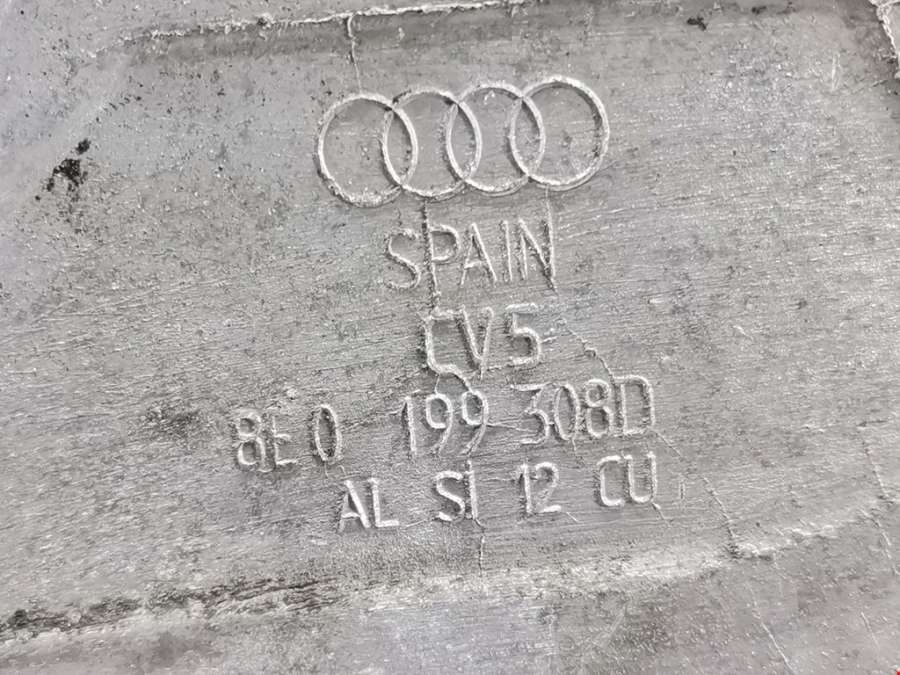 SPAIN
CV5
8E0 199 308D
AL SI 12 CU